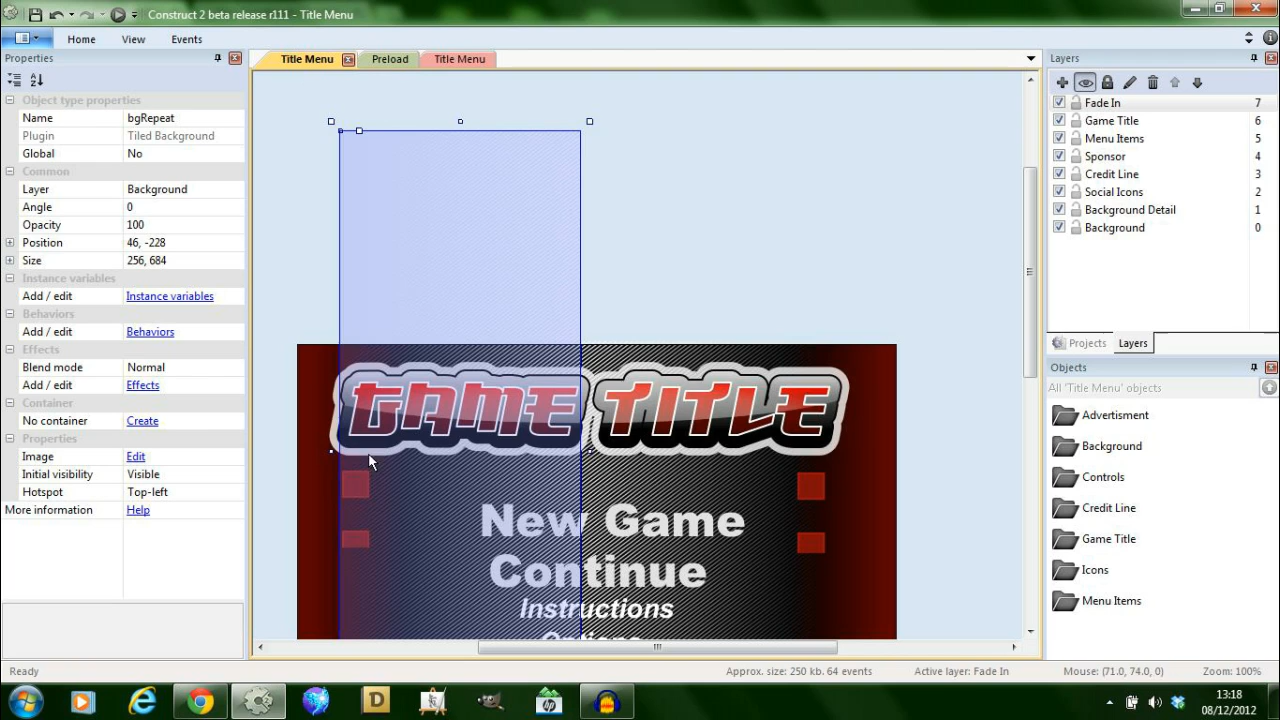 Construct 2 beta release r111 - Title Menu
Home View Events
Properties
Title Menu Preload Title Menu
Layers
Object type properties
Name bgRepeat
Plugin Tiled Background
Global No
Common
Layer Background
Angle 0
Opacity 100
Position 46, -228
Size 256, 684
Instance variables
Add / edit Instance variables
Behaviors
Add / edit Behaviors
Effects
Blend mode Normal
Add / edit Effects
Container
No container Create
Properties
Image Edit
Initial visibility Visible
Hotspot Top-left
More information Help
GAME TITLE
New Game
Continue
Instructions
Options
Fade In 7
Game Title 6
Menu Items 5
Sponsor 4
Credit Line 3
Social Icons 2
Background Detail 1
Background 0
Projects Layers
Objects
All 'Title Menu' objects
Advertisment
Background
Controls
Credit Line
Game Title
Icons
Menu Items
Ready
Approx. size: 250 kb. 64 events Active layer: Fade In Mouse: (71.0, 74.0, 0) Zoom: 100%
13:18
08/12/2012